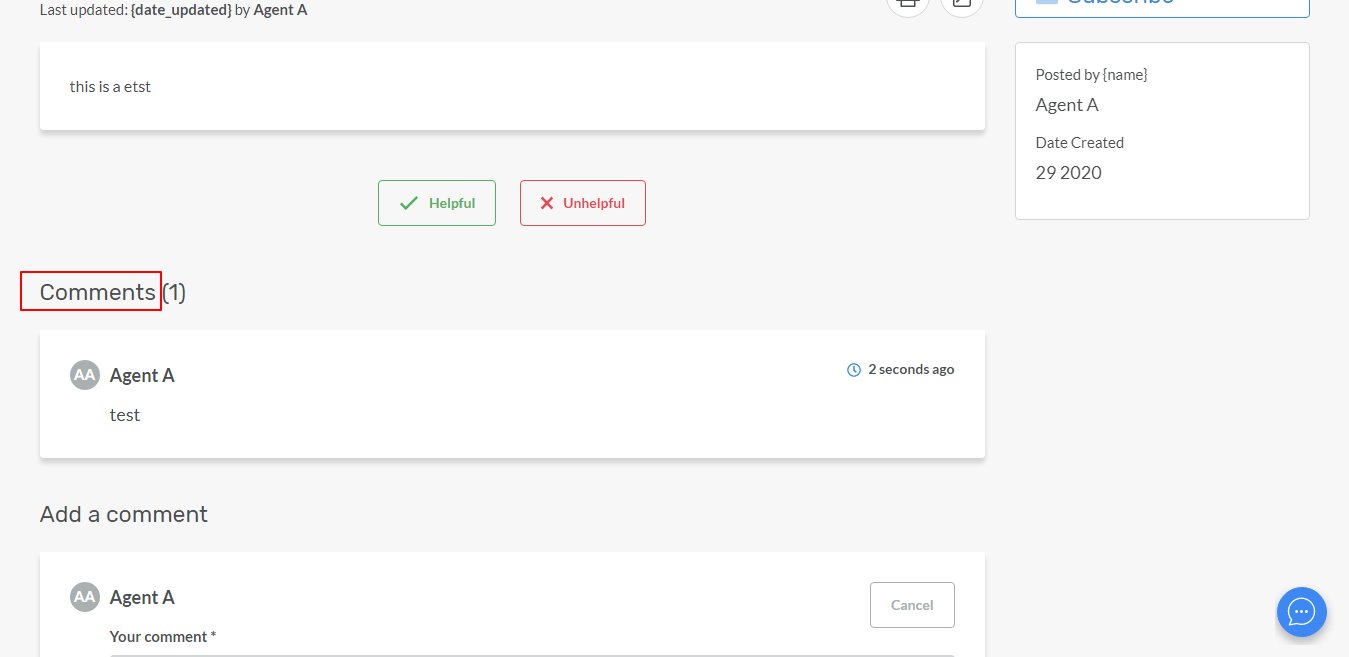 Last updated: {date_updated} by Agent A
Subscribe
this is a etst
Posted by {name}
Agent A
Date Created
29 2020
Helpful
Unhelpful
Comments (1)
AA Agent A
2 seconds ago
test
Add a comment
AA Agent A
Cancel
Your comment *